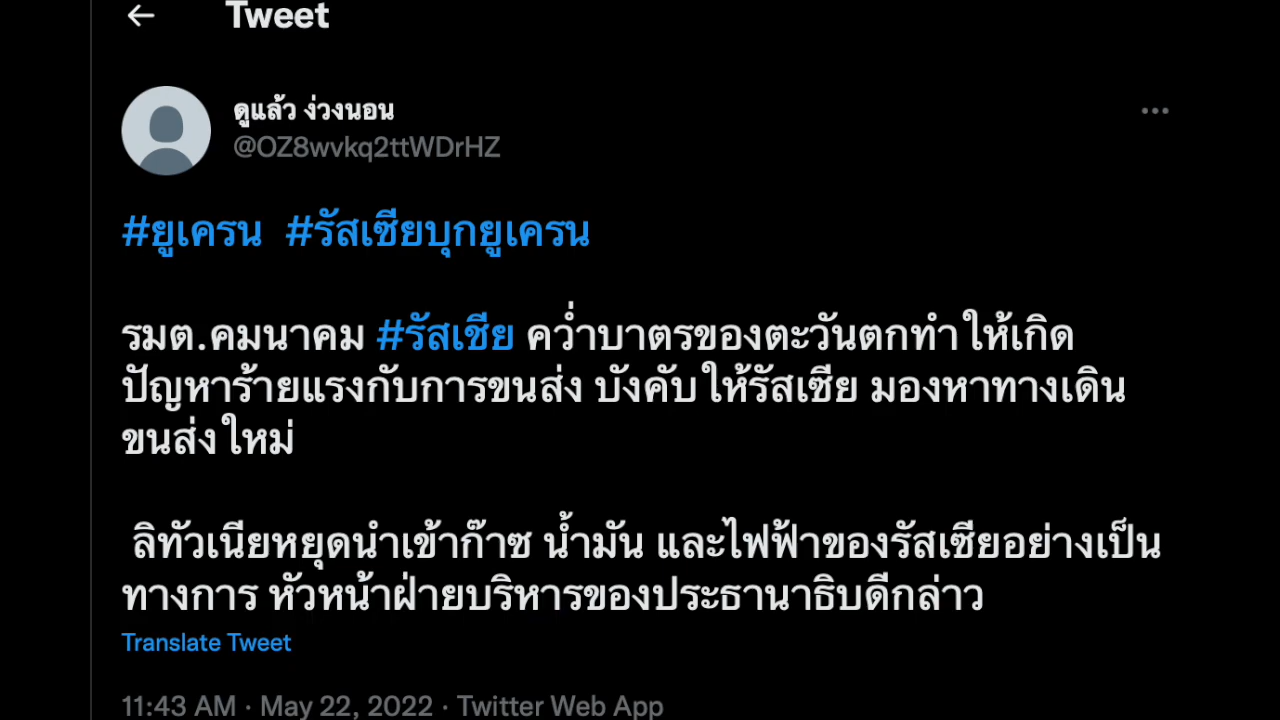 ← Tweet
ดูแล้ว ง่วงนอน
@OZ8wvkq2ttWDrHZ
#ยูเครน #รัสเซียบุกยูเครน
รมต.คมนาคม #รัสเชีย คว่ำบาตรของตะวันตกทำให้เกิด
ปัญหาร้ายแรงกับการขนส่ง บังคับให้รัสเซีย มองหาทางเดิน
ขนส่งใหม่
ลิทัวเนียหยุดนำเข้าก๊าซ น้ำมัน และไฟฟ้าของรัสเซียอย่างเป็น
ทางการ หัวหน้าฝ่ายบริหารของประธานาธิบดีกล่าว
Translate Tweet
11:43 AM · May 22, 2022 · Twitter Web App